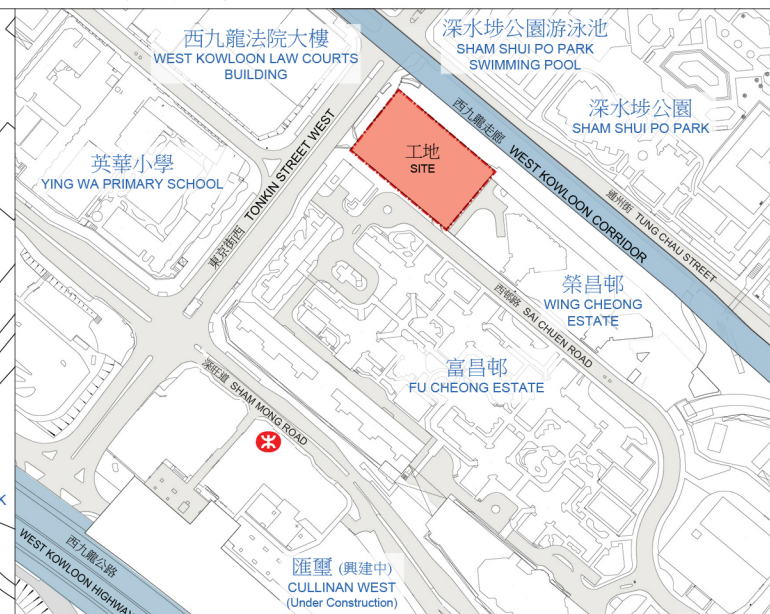 西九龍法院大樓
WEST KOWLOON LAW COURTS
BUILDING
深水埗公園游泳池
SHAM SHUI PO PARK
SWIMMING POOL
深水埗公園
SHAM SHUI PO PARK
英華小學
YING WA PRIMARY SCHOOL
工地
SITE
西九龍走廊 WEST KOWLOON CORRIDOR
東京街西 TONKIN STREET WEST
通州街 TUNG CHAU STREET
榮昌邨
WING CHEONG
ESTATE
西邨路 SAI CHUEN ROAD
富昌邨
FU CHEONG ESTATE
深旺道 SHAM MONG ROAD
K
西九龍公路
WEST KOWLOON HIGHWAY
匯璽 (興建中)
CULLINAN WEST
(Under Construction)